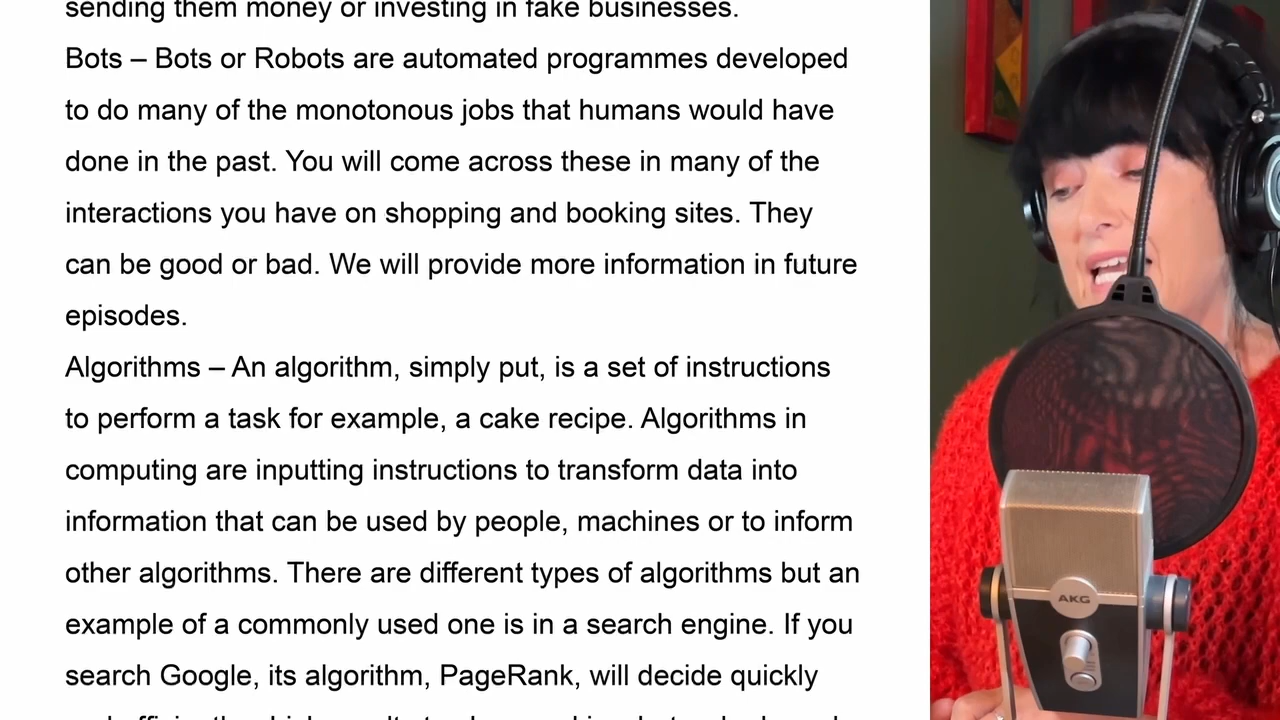 sending them money or investing in fake businesses.
Bots – Bots or Robots are automated programmes developed
to do many of the monotonous jobs that humans would have
done in the past. You will come across these in many of the
interactions you have on shopping and booking sites. They
can be good or bad. We will provide more information in future
episodes.
Algorithms – An algorithm, simply put, is a set of instructions
to perform a task for example, a cake recipe. Algorithms in
computing are inputting instructions to transform data into
information that can be used by people, machines or to inform
other algorithms. There are different types of algorithms but an
example of a commonly used one is in a search engine. If you
search Google, its algorithm, PageRank, will decide quickly
AKG